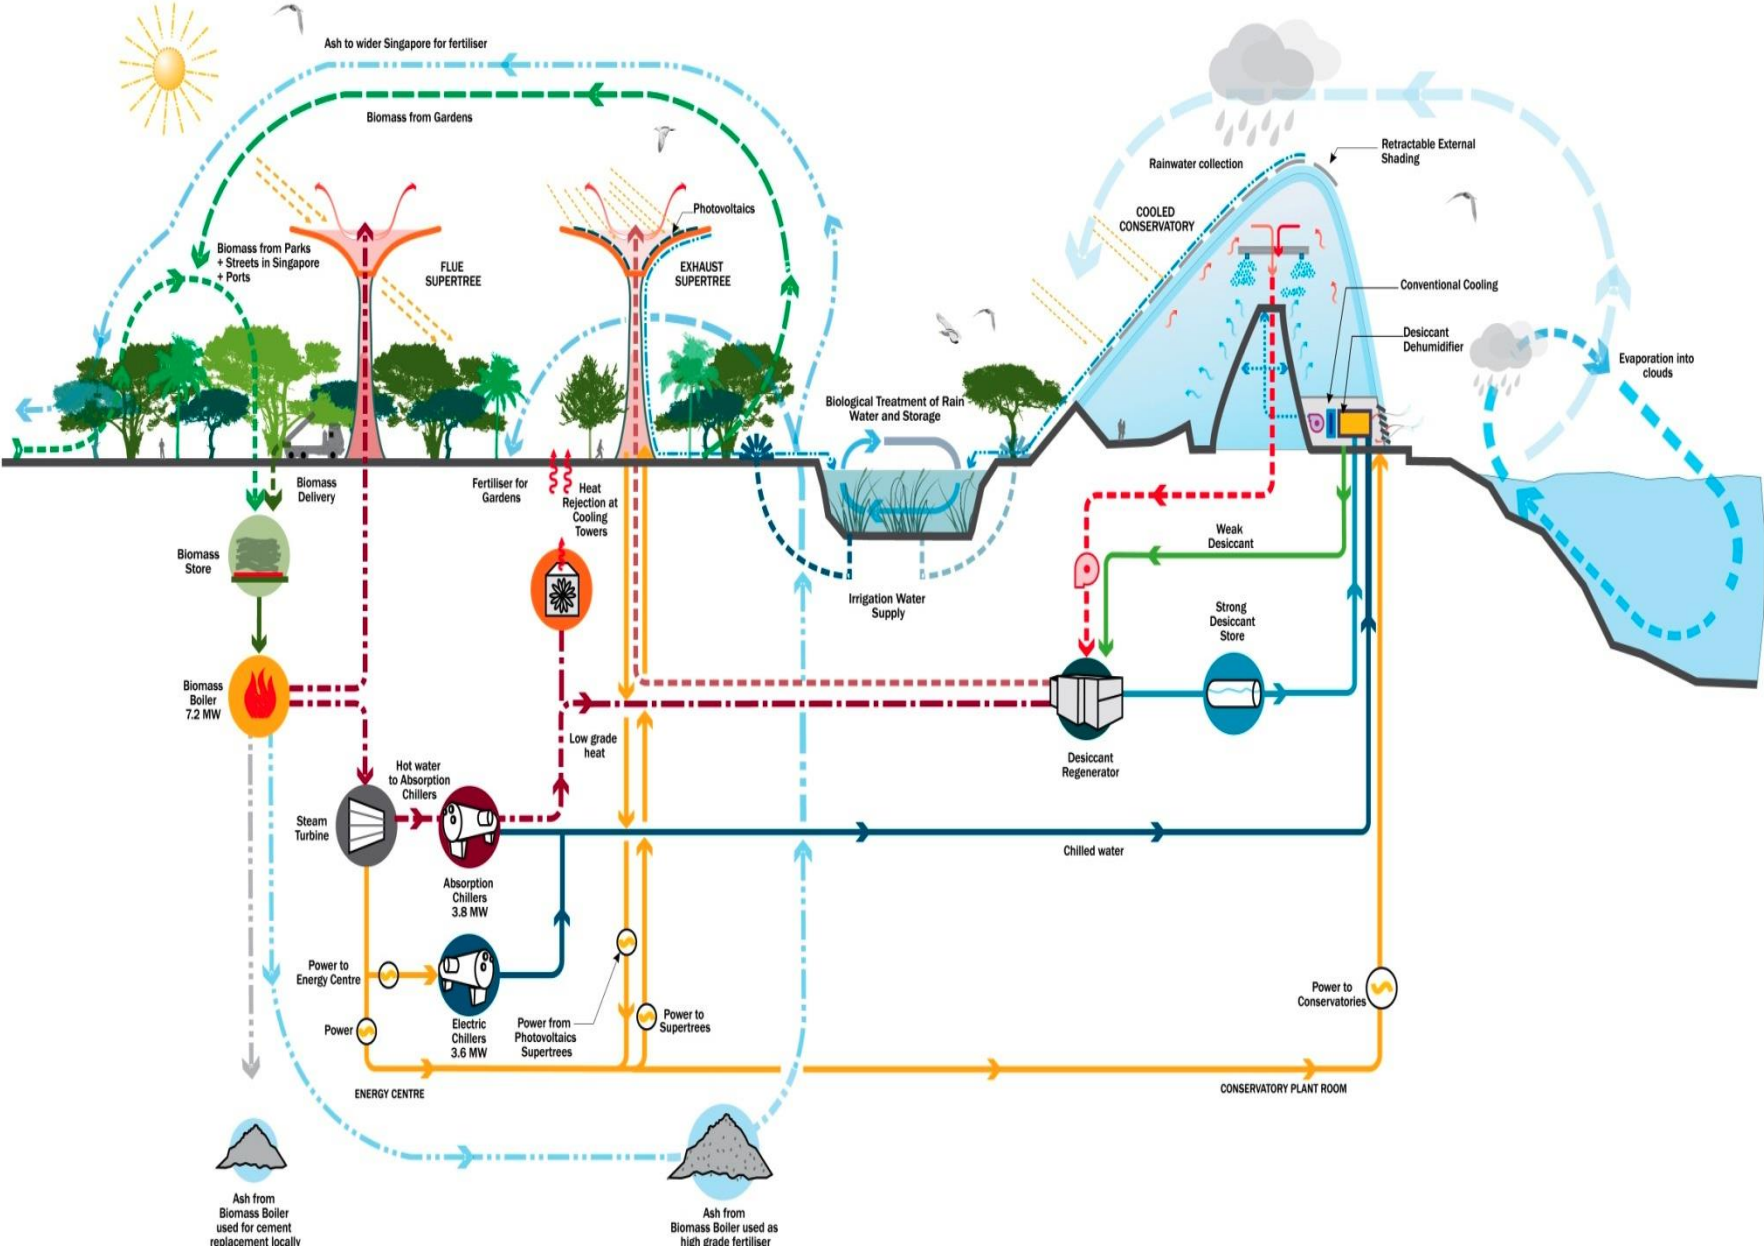 Ash to wider Singapore for fertiliser
Biomass from Gardens
Biomass from Parks
+ Streets in Singapore
+ Ports
FLUE
SUPERTREE
Photovoltaics
EXHAUST
SUPERTREE
Rainwater collection
Retractable External
Shading
COOLED
CONSERVATORY
Conventional Cooling
Desiccant
Dehumidifier
Evaporation into
clouds
Biological Treatment of Rain
Water and Storage
Biomass
Delivery
Fertiliser for
Gardens
Heat
Rejection at
Cooling
Towers
Biomass
Store
Irrigation Water
Supply
Weak
Desiccant
Strong
Desiccant
Store
Biomass
Boiler
7.2 MW
Low grade
heat
Desiccant
Regenerator
Hot water
to Absorption
Chillers
Steam
Turbine
Absorption
Chillers
3.8 MW
Chilled water
Power to
Energy Centre
Power
Electric
Chillers
3.6 MW
Power from
Photovoltaics
Supertrees
Power to
Supertrees
Power to
Conservatories
ENERGY CENTRE
CONSERVATORY PLANT ROOM
Ash from
Biomass Boiler
used for cement
replacement locally
Ash from
Biomass Boiler used as
high grade fertiliser